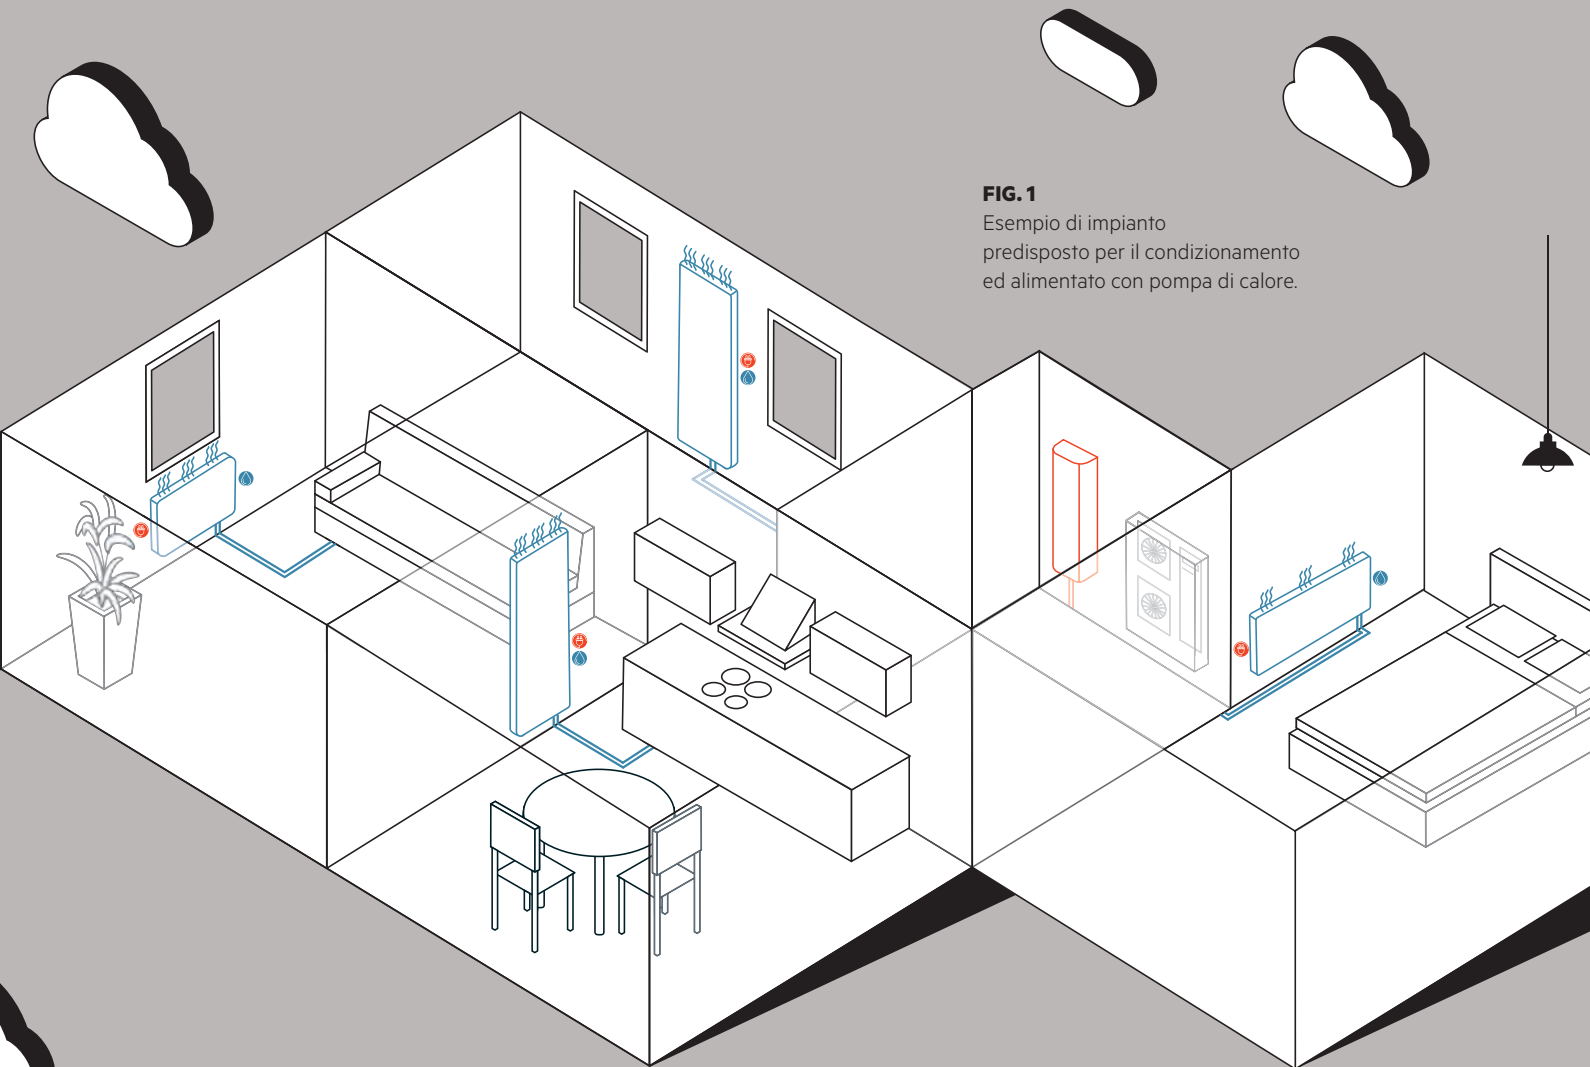 FIG. 1
Esempio di impianto
predisposto per il condizionamento
ed alimentato con pompa di calore.